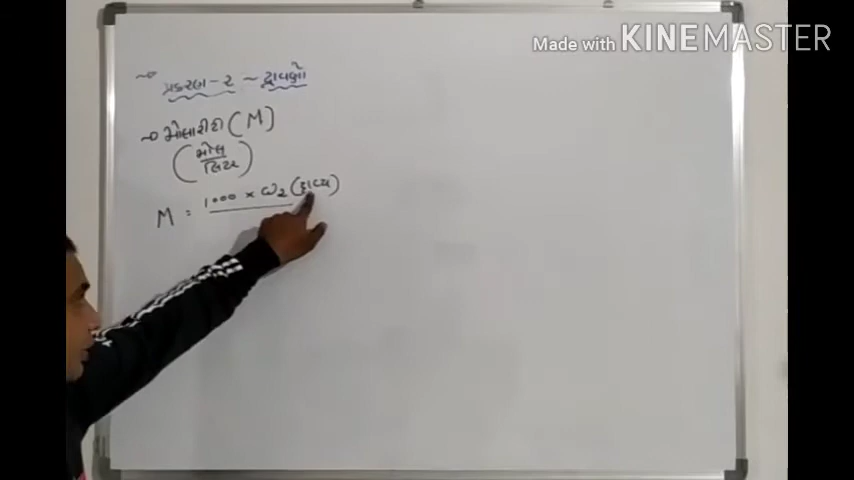 Made with KINEMASTER
પ્રકરણ-૨ ~ દ્રાવણો
મોલારીટી (M)
(મોલ
લિટર)
M = 1000 × W2 (દ્રાવ્ય)